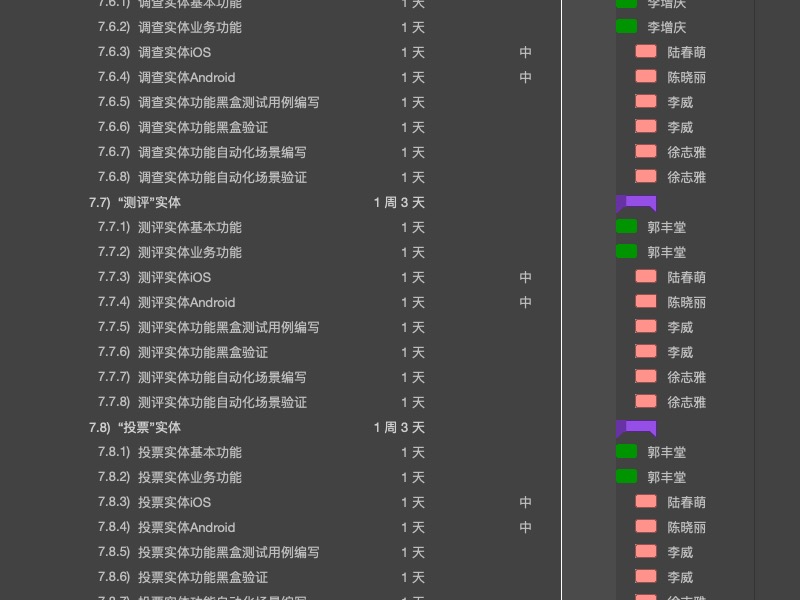 7.6.1) 调查实体基本功能 1 天 李增庆
7.6.2) 调查实体业务功能 1 天 李增庆
7.6.3) 调查实体iOS 1 天 中 陆春萌
7.6.4) 调查实体Android 1 天 中 陈晓丽
7.6.5) 调查实体功能黑盒测试用例编写 1 天 李威
7.6.6) 调查实体功能黑盒验证 1 天 李威
7.6.7) 调查实体功能自动化场景编写 1 天 徐志雅
7.6.8) 调查实体功能自动化场景验证 1 天 徐志雅
7.7) “测评”实体 1 周 3 天
7.7.1) 测评实体基本功能 1 天 郭丰堂
7.7.2) 测评实体业务功能 1 天 郭丰堂
7.7.3) 测评实体iOS 1 天 中 陆春萌
7.7.4) 测评实体Android 1 天 中 陈晓丽
7.7.5) 测评实体功能黑盒测试用例编写 1 天 李威
7.7.6) 测评实体功能黑盒验证 1 天 李威
7.7.7) 测评实体功能自动化场景编写 1 天 徐志雅
7.7.8) 测评实体功能自动化场景验证 1 天 徐志雅
7.8) “投票”实体 1 周 3 天
7.8.1) 投票实体基本功能 1 天 郭丰堂
7.8.2) 投票实体业务功能 1 天 郭丰堂
7.8.3) 投票实体iOS 1 天 中 陆春萌
7.8.4) 投票实体Android 1 天 中 陈晓丽
7.8.5) 投票实体功能黑盒测试用例编写 1 天 李威
7.8.6) 投票实体功能黑盒验证 1 天 李威